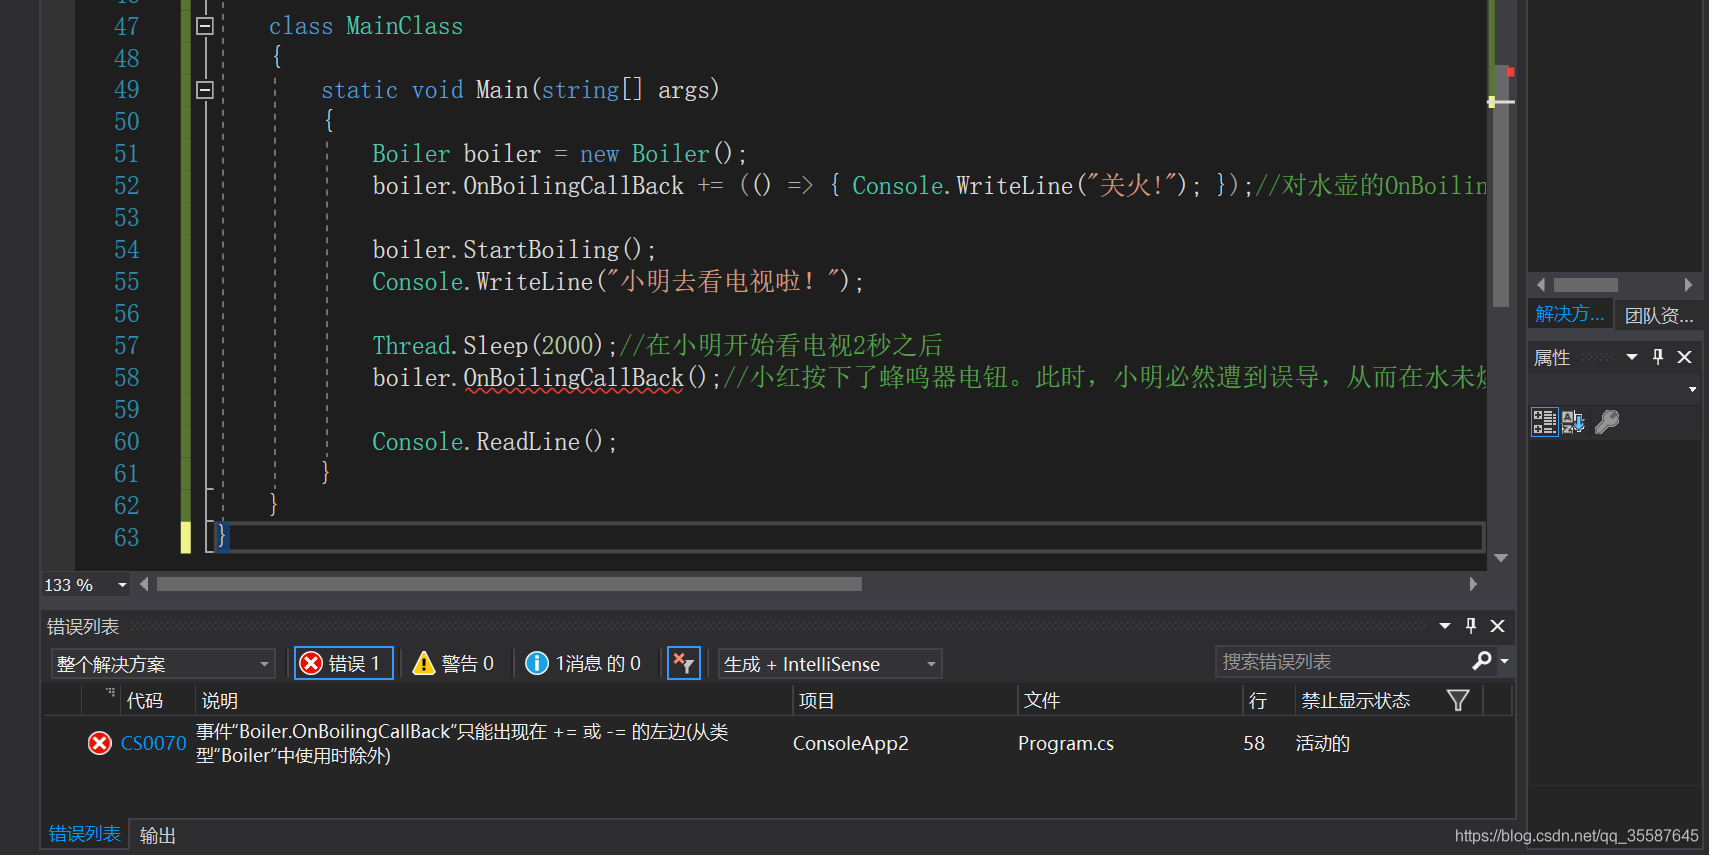 47 class MainClass
48 {
49 static void Main(string[] args)
50 {
51 Boiler boiler = new Boiler();
52 boiler.OnBoilingCallBack += (() => { Console.WriteLine("关火!"); });//对水壶的OnBoilin
53
54 boiler.StartBoiling();
55 Console.WriteLine("小明去看电视啦！");
56
57 Thread.Sleep(2000);//在小明开始看电视2秒之后
58 boiler.OnBoilingCallBack();//小红按下了蜂鸣器电钮。此时，小明必然遭到误导，从而在水未
59
60 Console.ReadLine();
61 }
62 }
63 }
133 %
解决方... 团队资...
属性
错误列表
整个解决方案 错误 1 警告 0 1消息 的 0 生成 + IntelliSense 搜索错误列表
代码 说明 项目 文件 行 禁止显示状态
CS0070 事件“Boiler.OnBoilingCallBack”只能出现在 += 或 -= 的左边(从类
型“Boiler”中使用时除外) ConsoleApp2 Program.cs 58 活动的
错误列表 输出
https://blog.csdn.net/qq_35587645